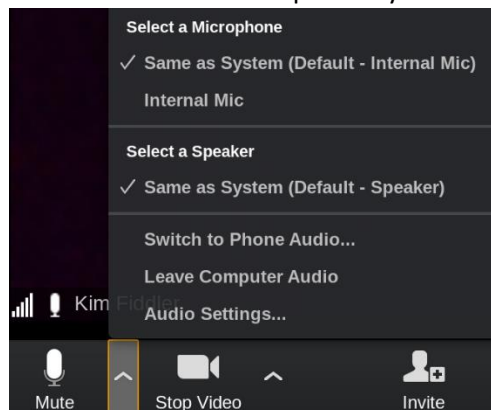 Select a Microphone
✓ Same as System (Default - Internal Mic)
Internal Mic
Select a Speaker
✓ Same as System (Default - Speaker)
Switch to Phone Audio...
Leave Computer Audio
Kim Fiddler
Audio Settings...
Mute
Stop Video
Invite